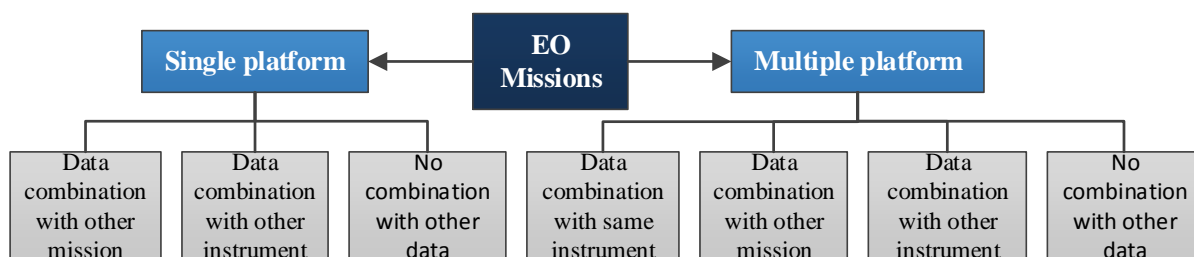 EO
Missions
Single platform
Multiple platform
Data
combination
with other
mission
Data
combination
with other
instrument
No
combination
with other
data
Data
combination
with same
instrument
Data
combination
with other
mission
Data
combination
with other
instrument
No
combination
with other
data